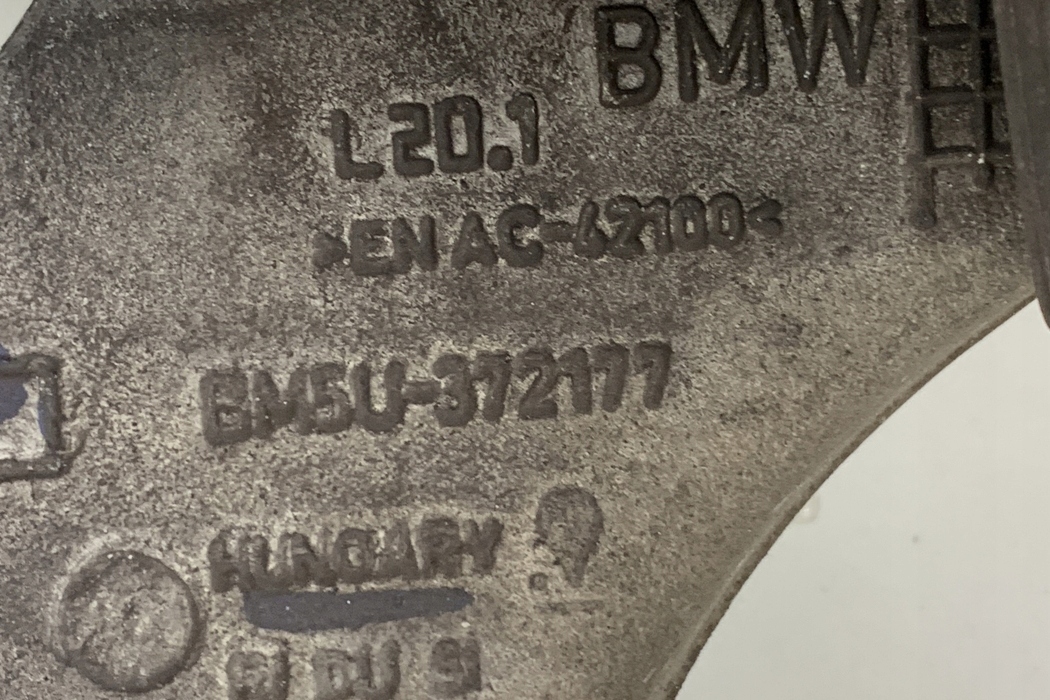 BMW
L20.1
>EN AC-42100<
BM5U-372177
HUNGARY